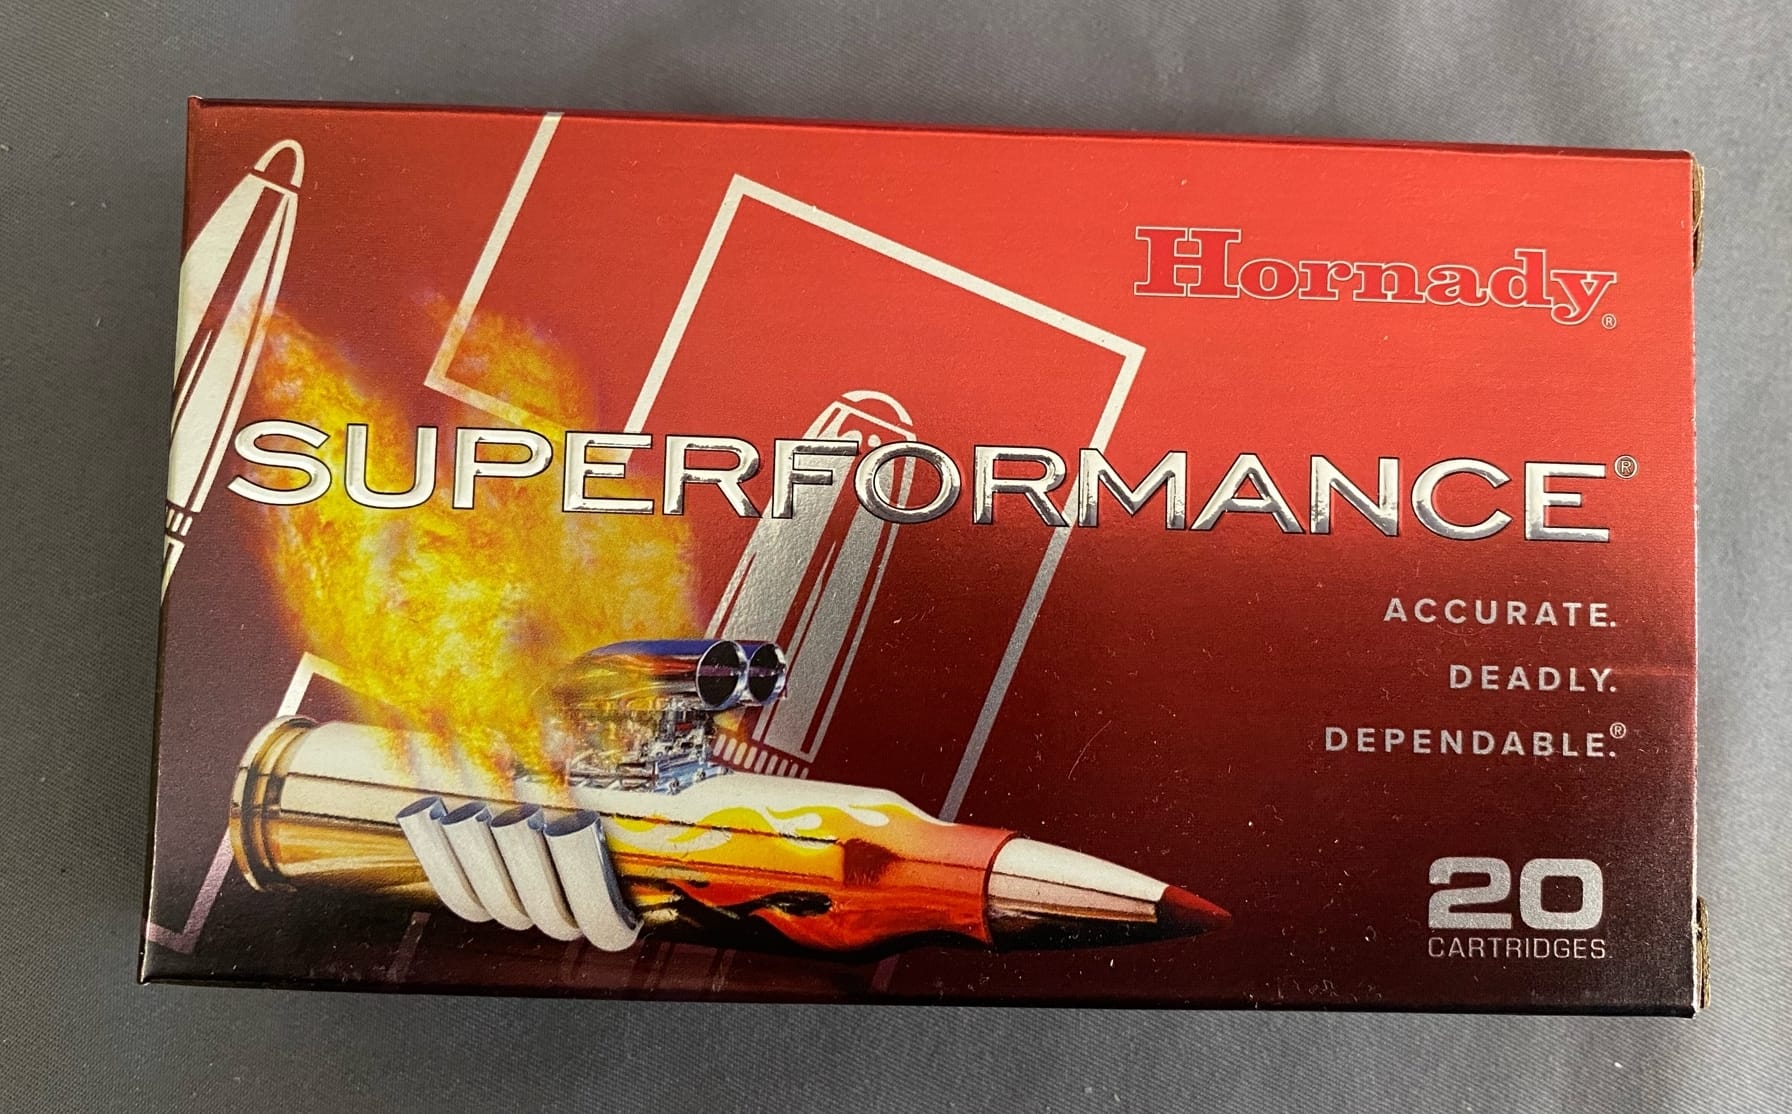 Hornady®
SUPERFORMANCE®
ACCURATE.
DEADLY.
DEPENDABLE.®
20
CARTRIDGES